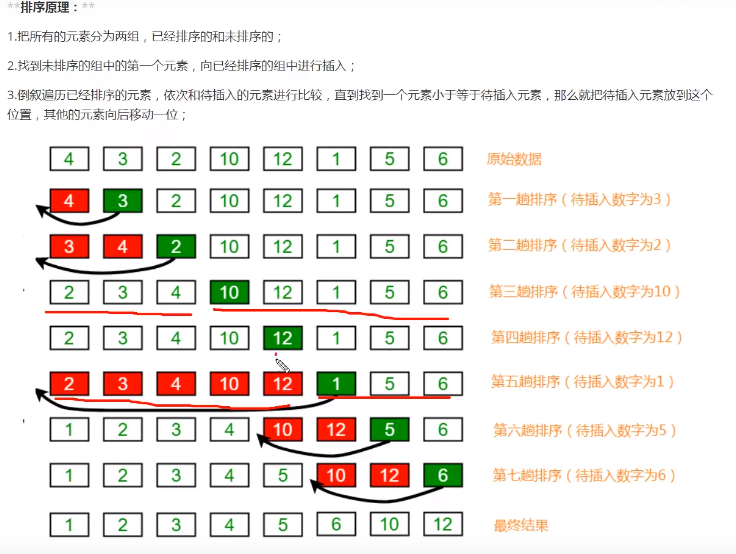 **排序原理：**
1.把所有的元素分为两组，已经排序的和未排序的；
2.找到未排序的组中的第一个元素，向已经排序的组中进行插入；
3.倒叙遍历已经排序的元素，依次和待插入的元素进行比较，直到找到一个元素小于等于待插入元素，那么就把待插入元素放到这个
位置，其他的元素向后移动一位；
4 3 2 10 12 1 5 6 原始数据
4 3 2 10 12 1 5 6 第一趟排序（待插入数字为3）
3 4 2 10 12 1 5 6 第二趟排序（待插入数字为2）
2 3 4 10 12 1 5 6 第三趟排序（待插入数字为10）
2 3 4 10 12 1 5 6 第四趟排序（待插入数字为12）
2 3 4 10 12 1 5 6 第五趟排序（待插入数字为1）
1 2 3 4 10 12 5 6 第六趟排序（待插入数字为5）
1 2 3 4 5 10 12 6 第七趟排序（待插入数字为6）
1 2 3 4 5 6 10 12 最终结果